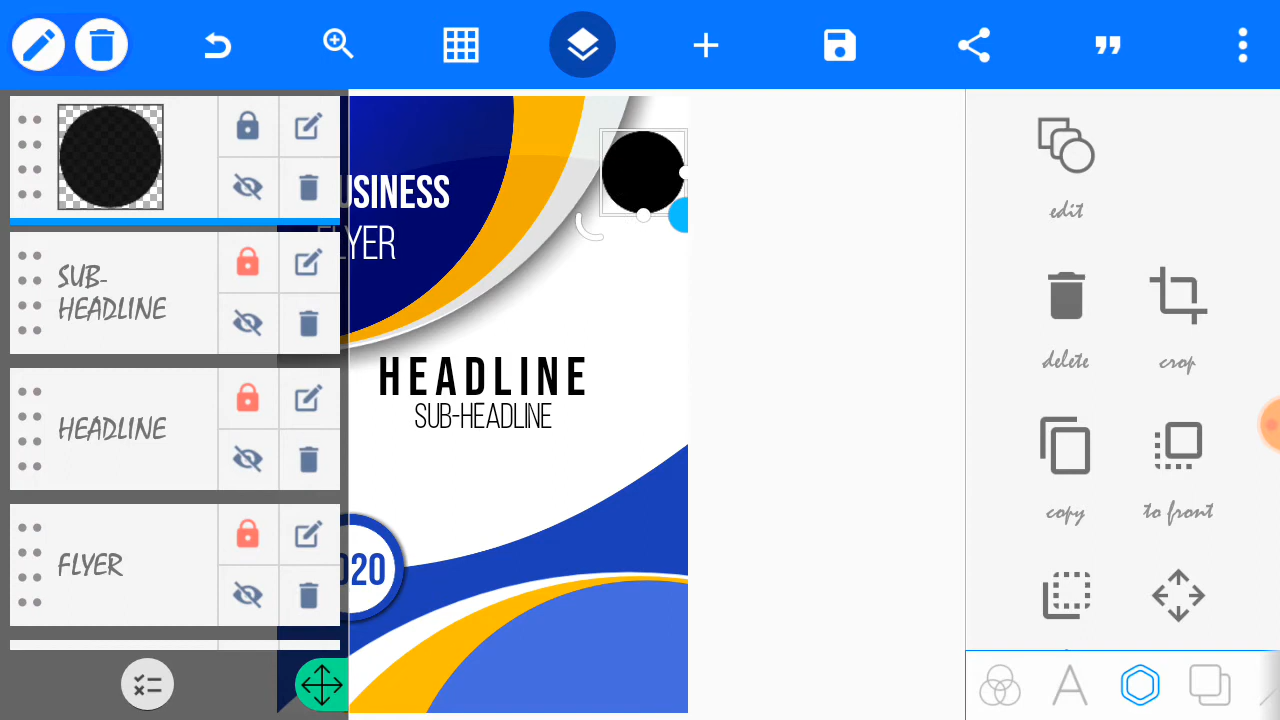 USINESS
LYER
SUB-
HEADLINE
HEADLINE
FLYER
HEADLINE
SUB-HEADLINE
020
edit
delete
crop
copy
to front